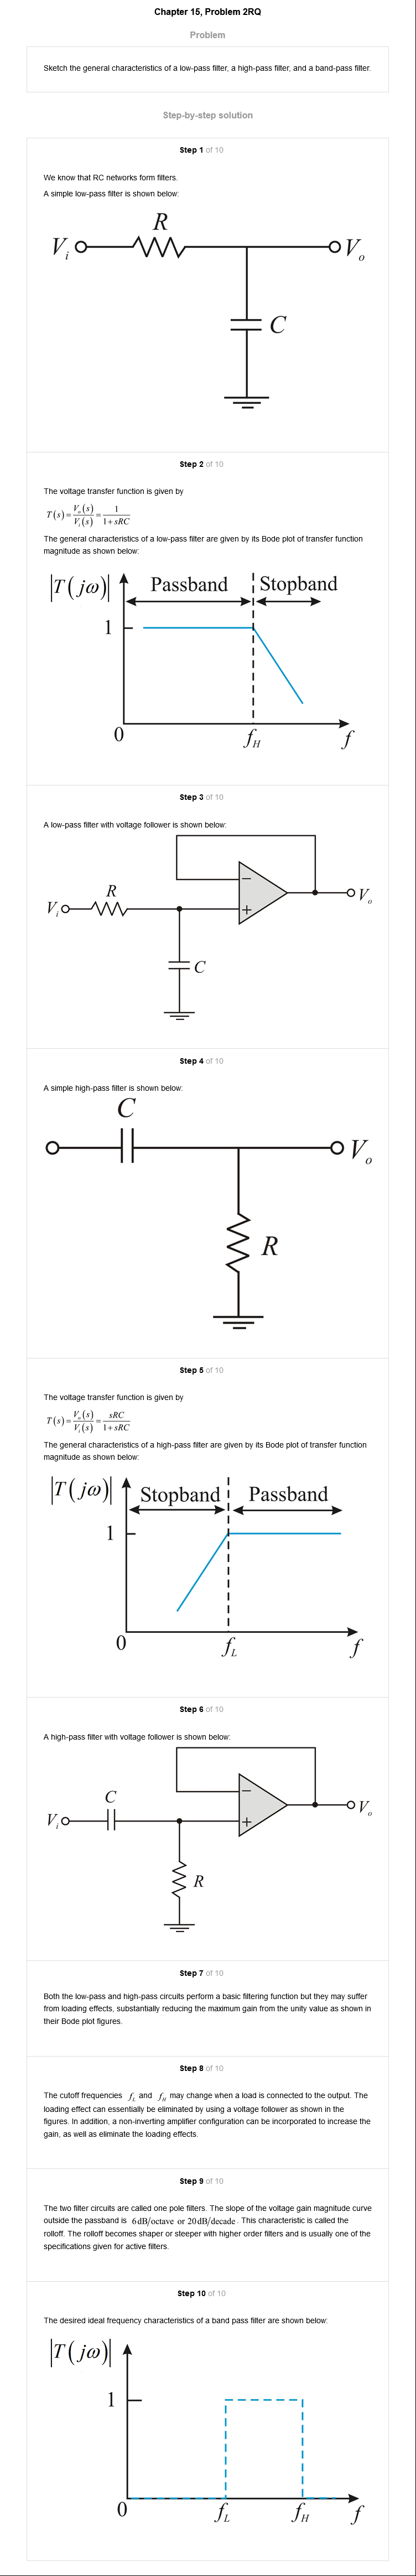 Chapter 15, Problem 2RQ
Problem
Sketch the general characteristics of a low-pass filter, a high-pass filter, and a band-pass filter.
Step-by-step solution
Step 1 of 10
We know that RC networks form filters.
A simple low-pass filter is shown below:
R
V_i
V_o
C
Step 2 of 10
The voltage transfer function is given by
T(s) = V_o(s)/V_i(s) = 1/(1+sRC)
The general characteristics of a low-pass filter are given by its Bode plot of transfer function
magnitude as shown below:
|T(jω)| Passband Stopband
1
0 f_H f
Step 3 of 10
A low-pass filter with voltage follower is shown below:
−
R
V_i + V_o
C
Step 4 of 10
A simple high-pass filter is shown below:
C
V_o
R
Step 5 of 10
The voltage transfer function is given by
T(s) = V_o(s)/V_i(s) = sRC/(1+sRC)
The general characteristics of a high-pass filter are given by its Bode plot of transfer function
magnitude as shown below:
|T(jω)| Stopband Passband
1
0 f_L f
Step 6 of 10
A high-pass filter with voltage follower is shown below:
−
C
V_i + V_o
R
Step 7 of 10
Both the low-pass and high-pass circuits perform a basic filtering function but they may suffer
from loading effects, substantially reducing the maximum gain from the unity value as shown in
their Bode plot figures.
Step 8 of 10
The cutoff frequencies f_L and f_H may change when a load is connected to the output. The
loading effect can essentially be eliminated by using a voltage follower as shown in the
figures. In addition, a non-inverting amplifier configuration can be incorporated to increase the
gain, as well as eliminate the loading effects.
Step 9 of 10
The two filter circuits are called one pole filters. The slope of the voltage gain magnitude curve
outside the passband is 6dB/octave or 20dB/decade. This characteristic is called the
rolloff. The rolloff becomes shaper or steeper with higher order filters and is usually one of the
specifications given for active filters.
Step 10 of 10
The desired ideal frequency characteristics of a band pass filter are shown below:
|T(jω)|
1
0 f_L f_H f